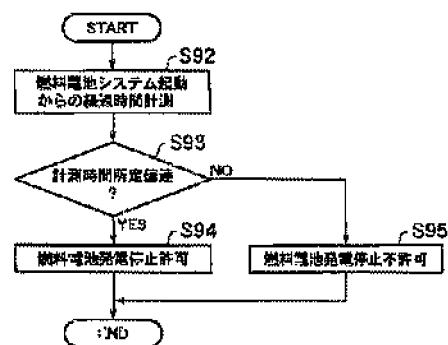 START
S92
燃料電池システム起動
からの経過時間計測
S93
計測時間所定値達
?
NO
YES
S94
燃料電池発電停止許可
S95
燃料電池発電停止不許可
END